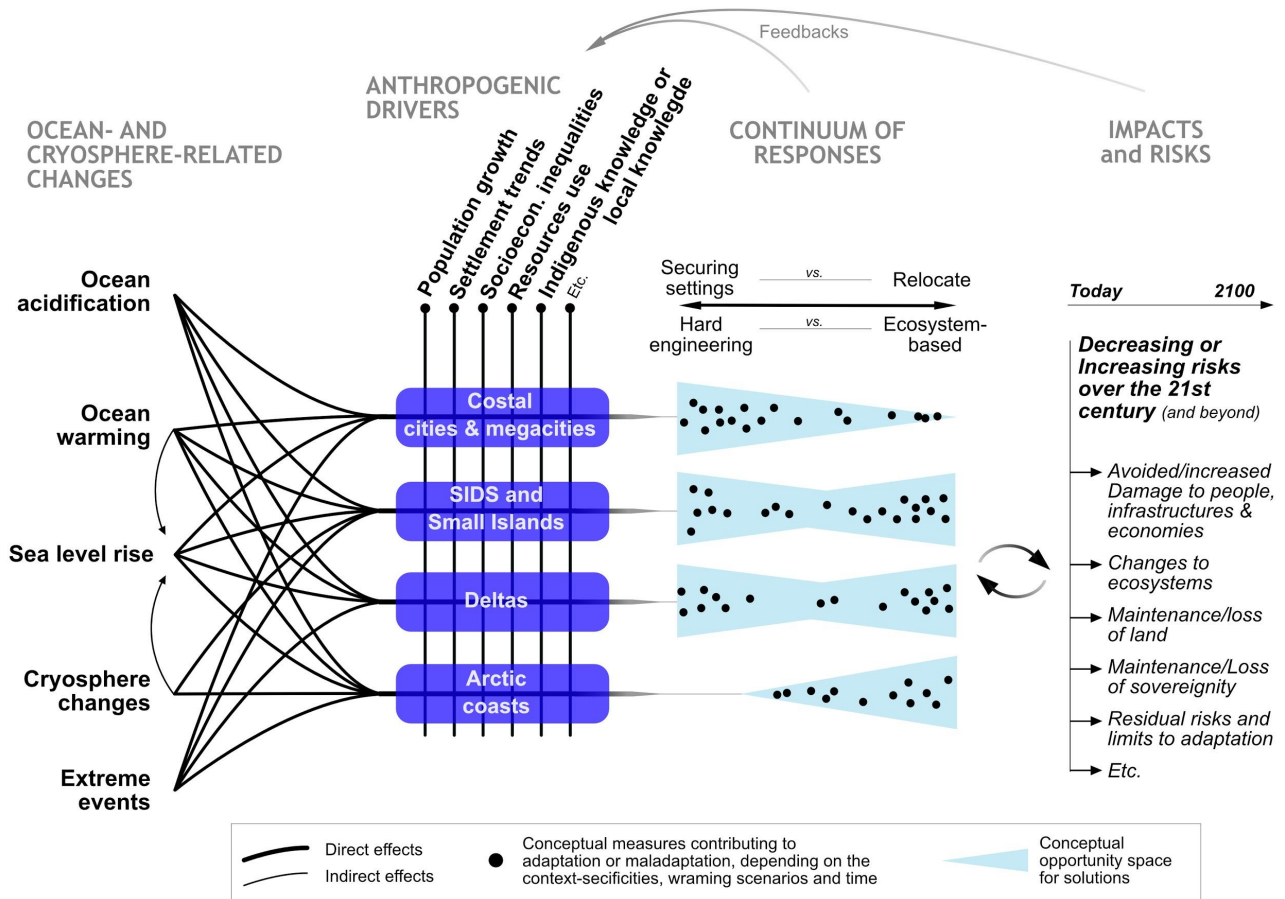 Feedbacks
OCEAN- AND
CRYOSPHERE-RELATED
CHANGES
ANTHROPOGENIC
DRIVERS
CONTINUUM OF
RESPONSES
IMPACTS
and RISKS
Population growth
Settlement trends
Socioecon. inequalities
Resources use
Indigenous knowledge or
local knowlegde
Etc.
Ocean
acidification
Ocean
warming
Sea level rise
Cryosphere
changes
Extreme
events
Costal
cities & megacities
SIDS and
Small Islands
Deltas
Arctic
coasts
Securing
settings
vs.
Relocate
Hard
engineering
vs.
Ecosystem-
based
Today 2100
Decreasing or
Increasing risks
over the 21st
century (and beyond)
Avoided/increased
Damage to people,
infrastructures &
economies
Changes to
ecosystems
Maintenance/loss
of land
Maintenance/Loss
of sovereignity
Residual risks and
limits to adaptation
Etc.
Direct effects
Indirect effects
Conceptual measures contributing to
adaptation or maladaptation, depending on the
context-secificities, wraming scenarios and time
Conceptual
opportunity space
for solutions